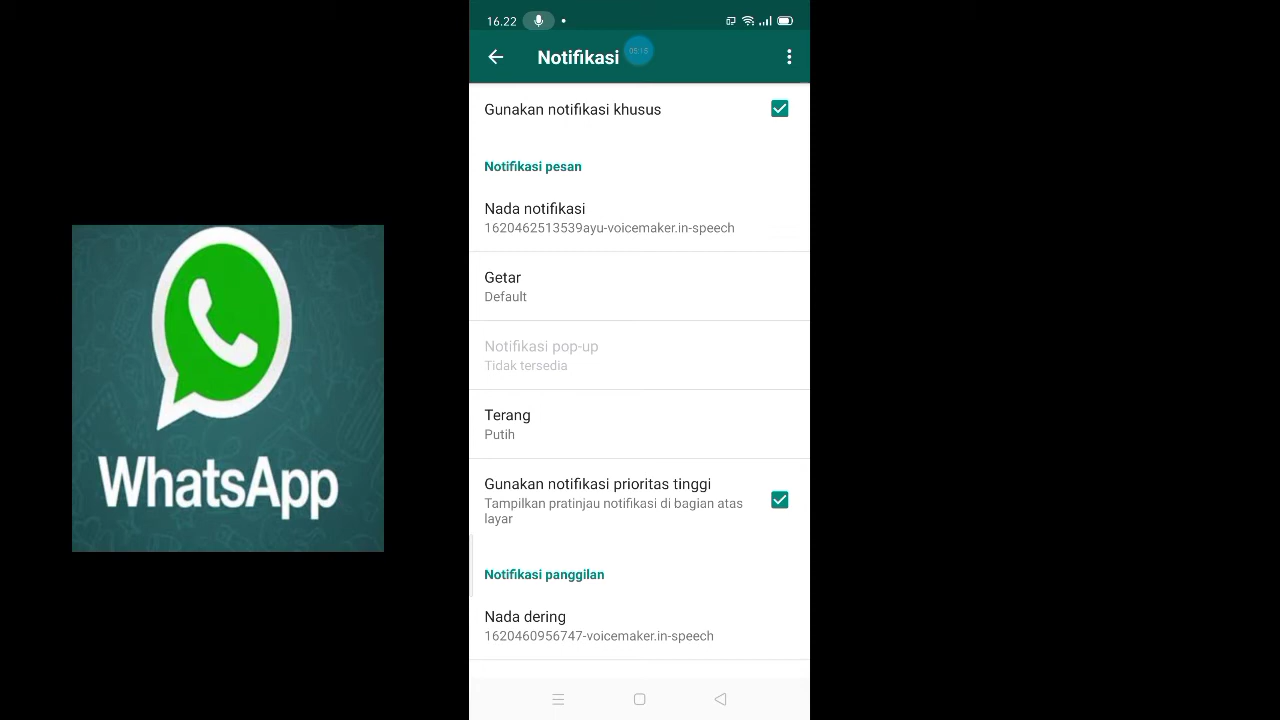 16.22
Notifikasi
05:15
Gunakan notifikasi khusus
Notifikasi pesan
Nada notifikasi
1620462513539ayu-voicemaker.in-speech
Getar
Default
Notifikasi pop-up
Tidak tersedia
Terang
Putih
Gunakan notifikasi prioritas tinggi
Tampilkan pratinjau notifikasi di bagian atas
layar
Notifikasi panggilan
Nada dering
1620460956747-voicemaker.in-speech
WhatsApp